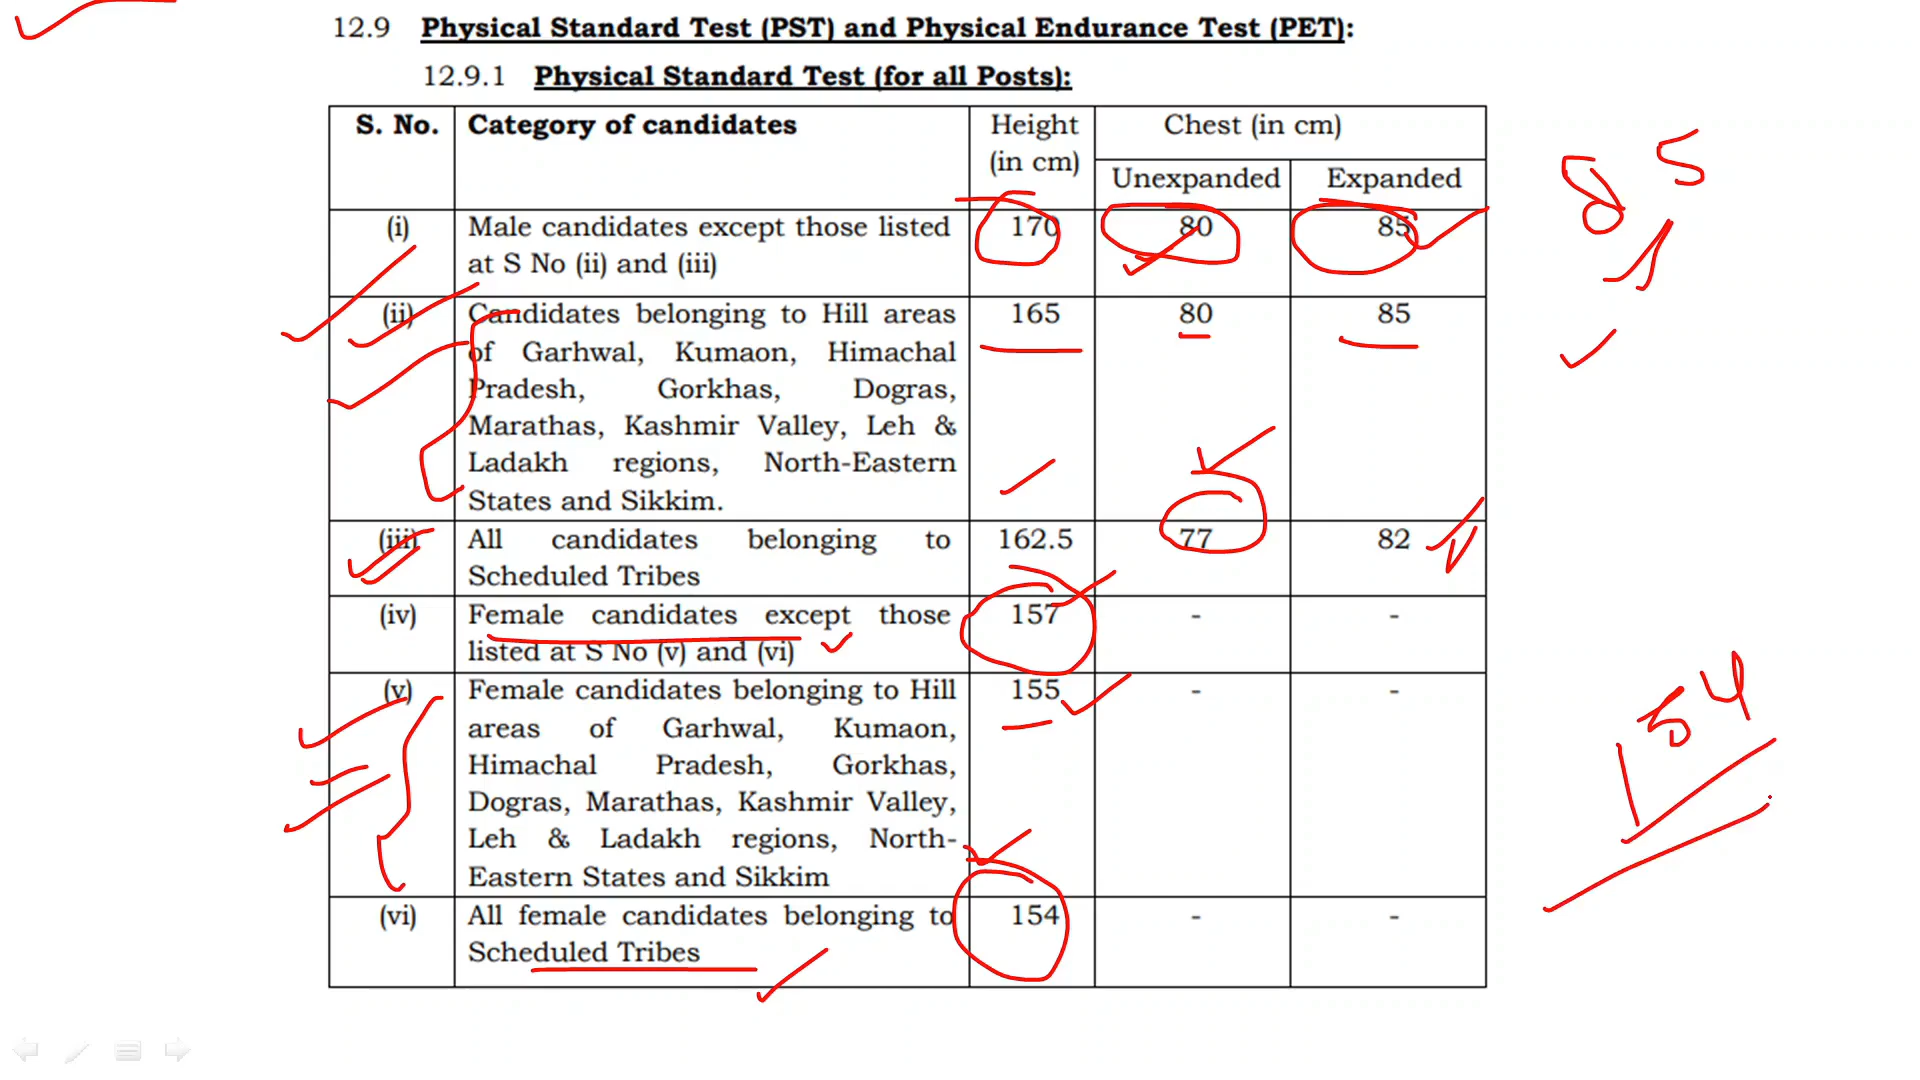 12.9 Physical Standard Test (PST) and Physical Endurance Test (PET):
12.9.1 Physical Standard Test (for all Posts):
S. No. Category of candidates Height (in cm) Chest (in cm)
Unexpanded Expanded
(i) Male candidates except those listed 170 80 85
at S No (ii) and (iii)
(ii) Candidates belonging to Hill areas 165 80 85
of Garhwal, Kumaon, Himachal
Pradesh, Gorkhas, Dogras,
Marathas, Kashmir Valley, Leh &
Ladakh regions, North-Eastern
States and Sikkim.
(iii) All candidates belonging to 162.5 77 82
Scheduled Tribes
(iv) Female candidates except those 157 - -
listed at S No (v) and (vi)
(v) Female candidates belonging to Hill 155 - -
areas of Garhwal, Kumaon,
Himachal Pradesh, Gorkhas,
Dogras, Marathas, Kashmir Valley,
Leh & Ladakh regions, North-
Eastern States and Sikkim
(vi) All female candidates belonging to 154 - -
Scheduled Tribes
85
154